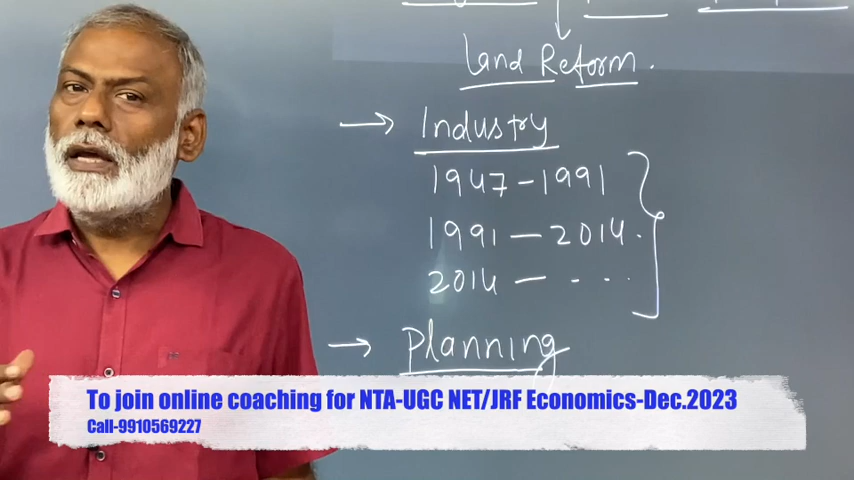 Land Reform.
→ Industry
1947-1991
1991-2014.
2014- ....
→ Planning
To join online coaching for NTA-UGC NET/JRF Economics-Dec.2023
Call-9910569227